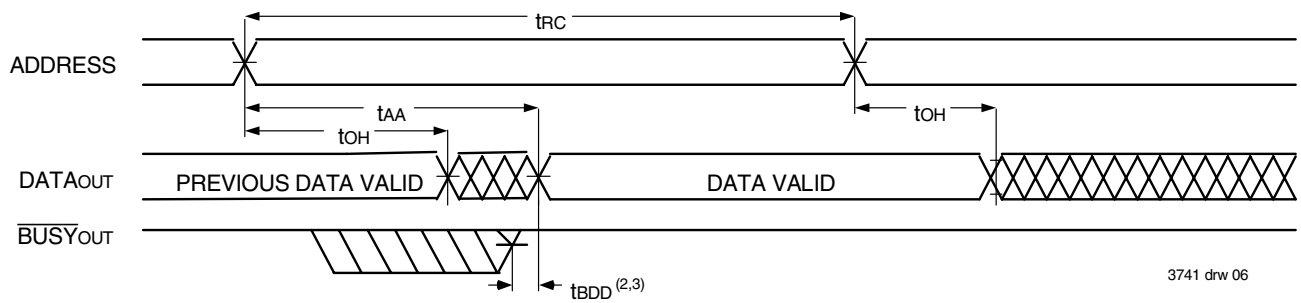 tRC
ADDRESS
tAA
tOH
tOH
DATAOUT
PREVIOUS DATA VALID
DATA VALID
BUSYOUT
tBDD (2,3)
3741 drw 06